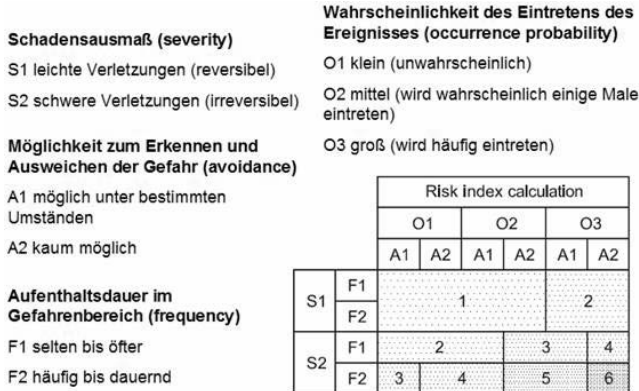 Schadensausmaß (severity)
S1 leichte Verletzungen (reversibel)
S2 schwere Verletzungen (irreversibel)
Möglichkeit zum Erkennen und
Ausweichen der Gefahr (avoidance)
A1 möglich unter bestimmten
Umständen
A2 kaum möglich
Aufenthaltsdauer im
Gefahrenbereich (frequency)
F1 selten bis öfter
F2 häufig bis dauernd
Wahrscheinlichkeit des Eintretens des
Ereignisses (occurrence probability)
O1 klein (unwahrscheinlich)
O2 mittel (wird wahrscheinlich einige Male
eintreten)
O3 groß (wird häufig eintreten)
Risk index calculation
O1 O2 O3
A1 A2 A1 A2 A1 A2
S1 F1 1 2
F2
S2 F1 2 3 4
F2 3 4 5 6